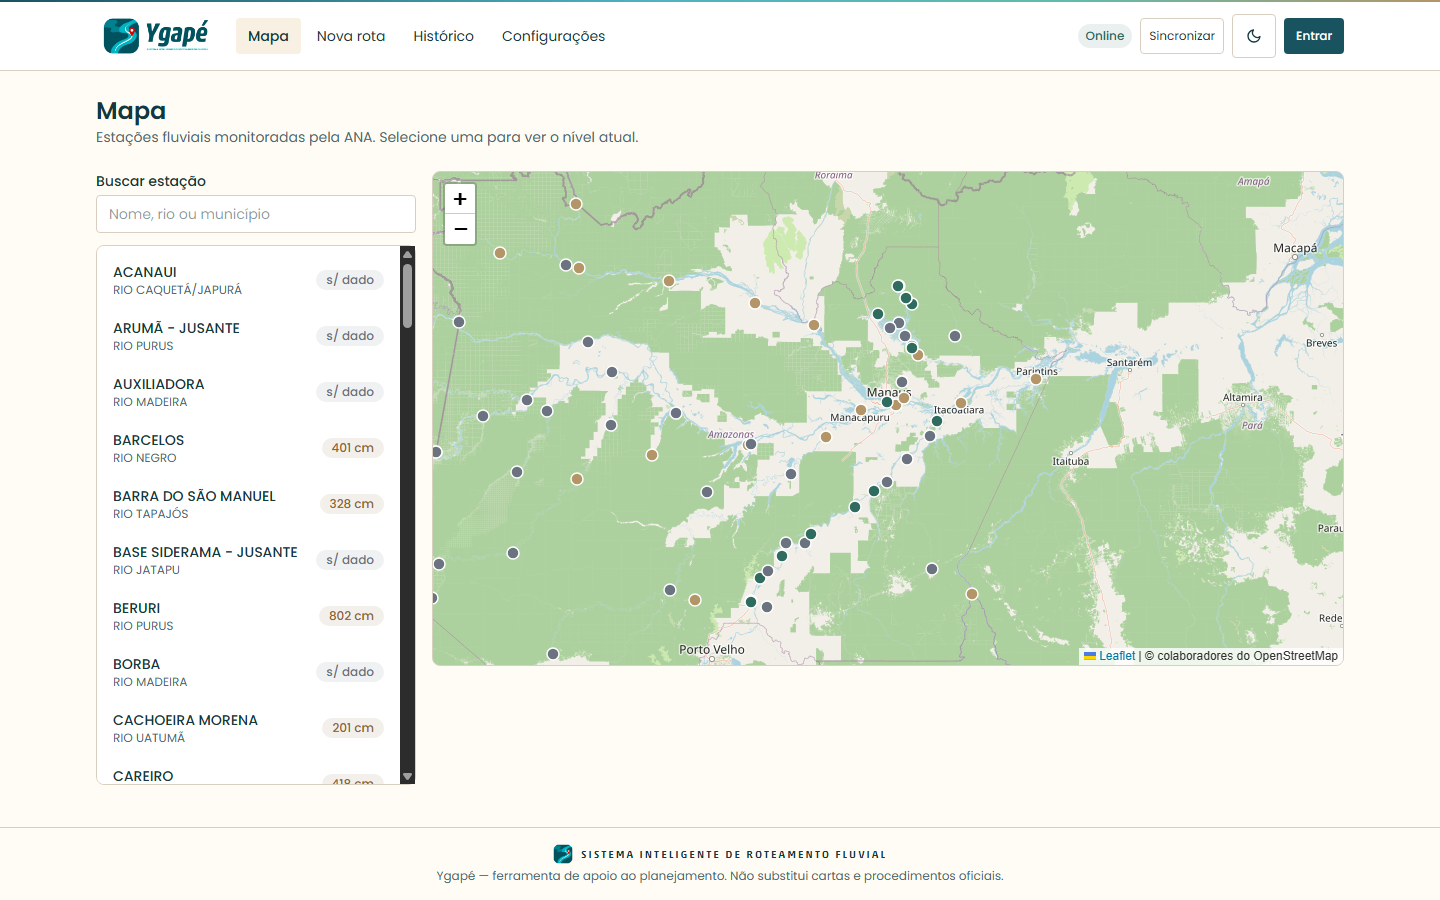 Ygapé
Mapa
Nova rota
Histórico
Configurações
Online
Sincronizar
Entrar
Mapa
Estações fluviais monitoradas pela ANA. Selecione uma para ver o nível atual.
Buscar estação
Nome, rio ou município
ACANAUI
s/ dado
RIO CAQUETÁ/JAPURÁ
ARUMÃ - JUSANTE
s/ dado
RIO PURUS
AUXILIADORA
s/ dado
RIO MADEIRA
BARCELOS
401 cm
RIO NEGRO
BARRA DO SÃO MANUEL
328 cm
RIO TAPAJÓS
BASE SIDERAMA - JUSANTE
s/ dado
RIO JATAPU
BERURI
802 cm
RIO PURUS
BORBA
s/ dado
RIO MADEIRA
CACHOEIRA MORENA
201 cm
RIO UATUMÃ
CAREIRO
418 cm
+
−
Roraima
Amapá
Macapá
Breves
Santarém
Parintins
Altamira
Pará
Manaus
Itacoatiara
Manacapuru
Amazonas
Itaituba
Parau
Rede
Porto Velho
Leaflet | © colaboradores do OpenStreetMap
SISTEMA INTELIGENTE DE ROTEAMENTO FLUVIAL
Ygapé — ferramenta de apoio ao planejamento. Não substitui cartas e procedimentos oficiais.